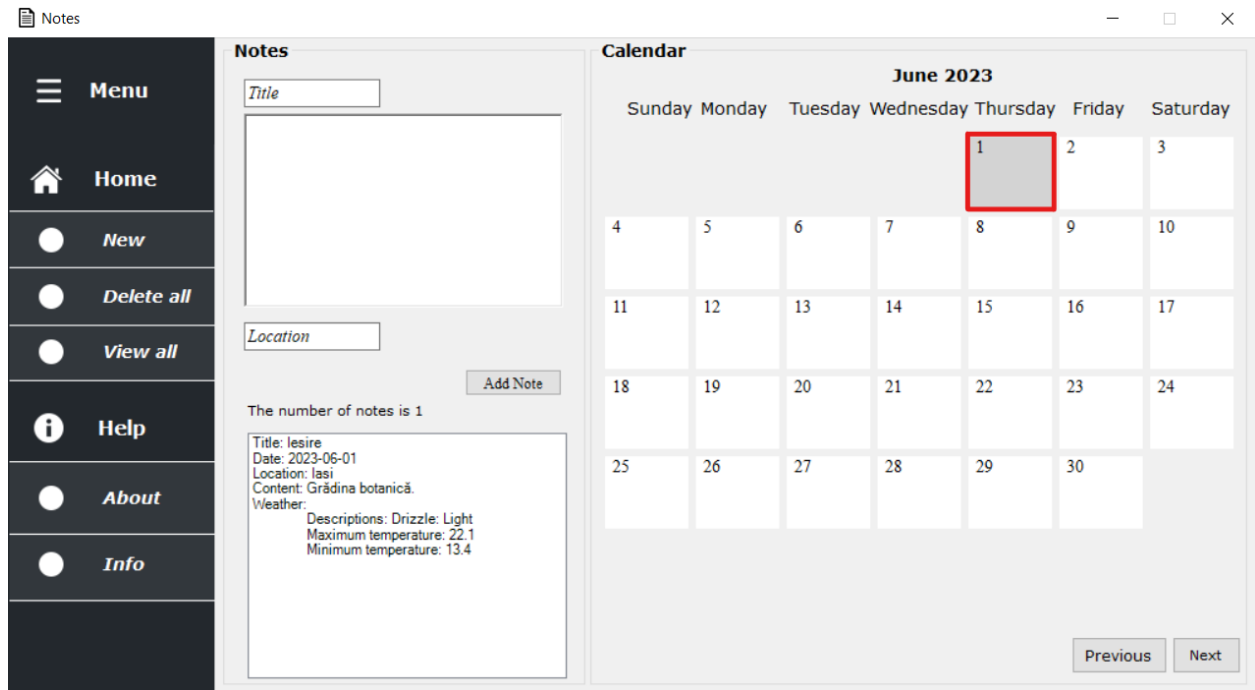 Notes
Menu
Home
New
Delete all
View all
Help
About
Info
Notes
Title
Location
Add Note
The number of notes is 1
Title: Iesire
Date: 2023-06-01
Location: Iasi
Content: Grădina botanică.
Weather:
Descriptions: Drizzle: Light
Maximum temperature: 22.1
Minimum temperature: 13.4
Calendar
June 2023
Sunday Monday Tuesday Wednesday Thursday Friday Saturday
1 2 3
4 5 6 7 8 9 10
11 12 13 14 15 16 17
18 19 20 21 22 23 24
25 26 27 28 29 30
Previous Next